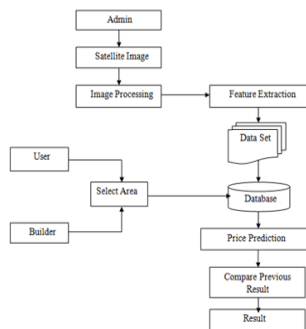 Admin
Satellite Image
Image Processing
Feature Extraction
Data Set
User
Select Area
Database
Builder
Price Prediction
Compare Previous
Result
Result